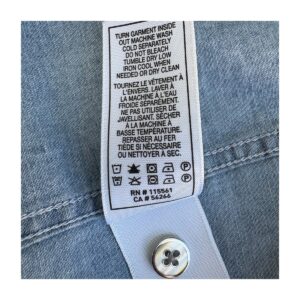 TURN GARMENT INSIDE
OUT MACHINE WASH
COLD SEPARATELY
DO NOT BLEACH
TUMBLE DRY LOW
IRON COOL WHEN
NEEDED OR DRY CLEAN
TOURNEZ LE VÊTEMENT À
L'ENVERS. LAVER À
LA MACHINE À L'EAU
FROIDE SÉPARÉMENT.
NE PAS UTILISER DE
JAVELLISANT. SÉCHER
À LA MACHINE À
BASSE TEMPÉRATURE.
REPASSER AU FER
TIÈDE SI NÉCESSAIRE
OU NETTOYER À SEC.
RN # 115561
CA # 56266